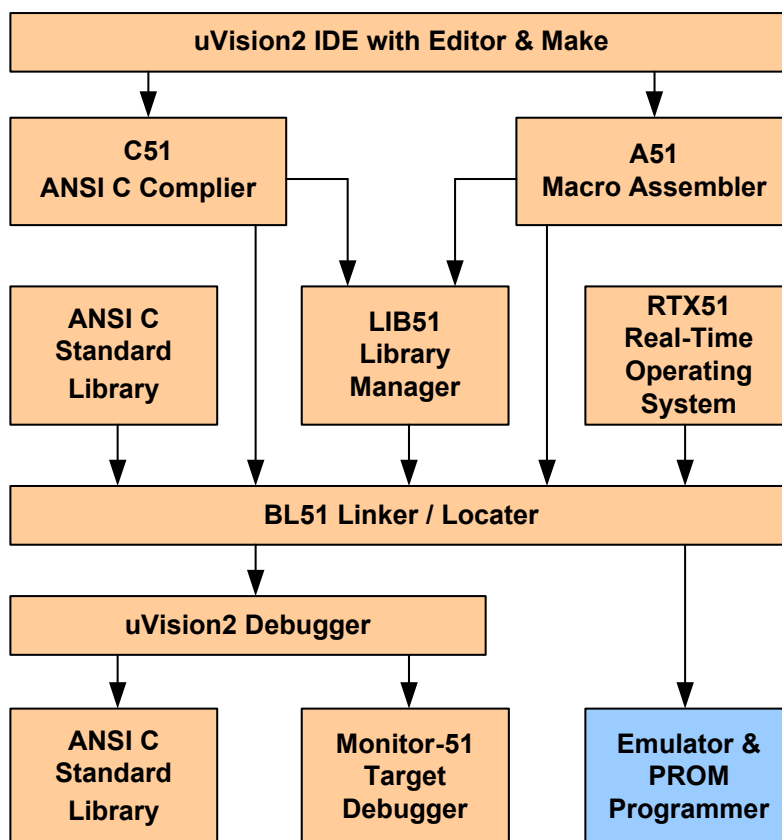 uVision2 IDE with Editor & Make
C51
ANSI C Complier
A51
Macro Assembler
ANSI C
Standard
Library
LIB51
Library
Manager
RTX51
Real-Time
Operating
System
BL51 Linker / Locater
uVision2 Debugger
ANSI C
Standard
Library
Monitor-51
Target
Debugger
Emulator &
PROM
Programmer